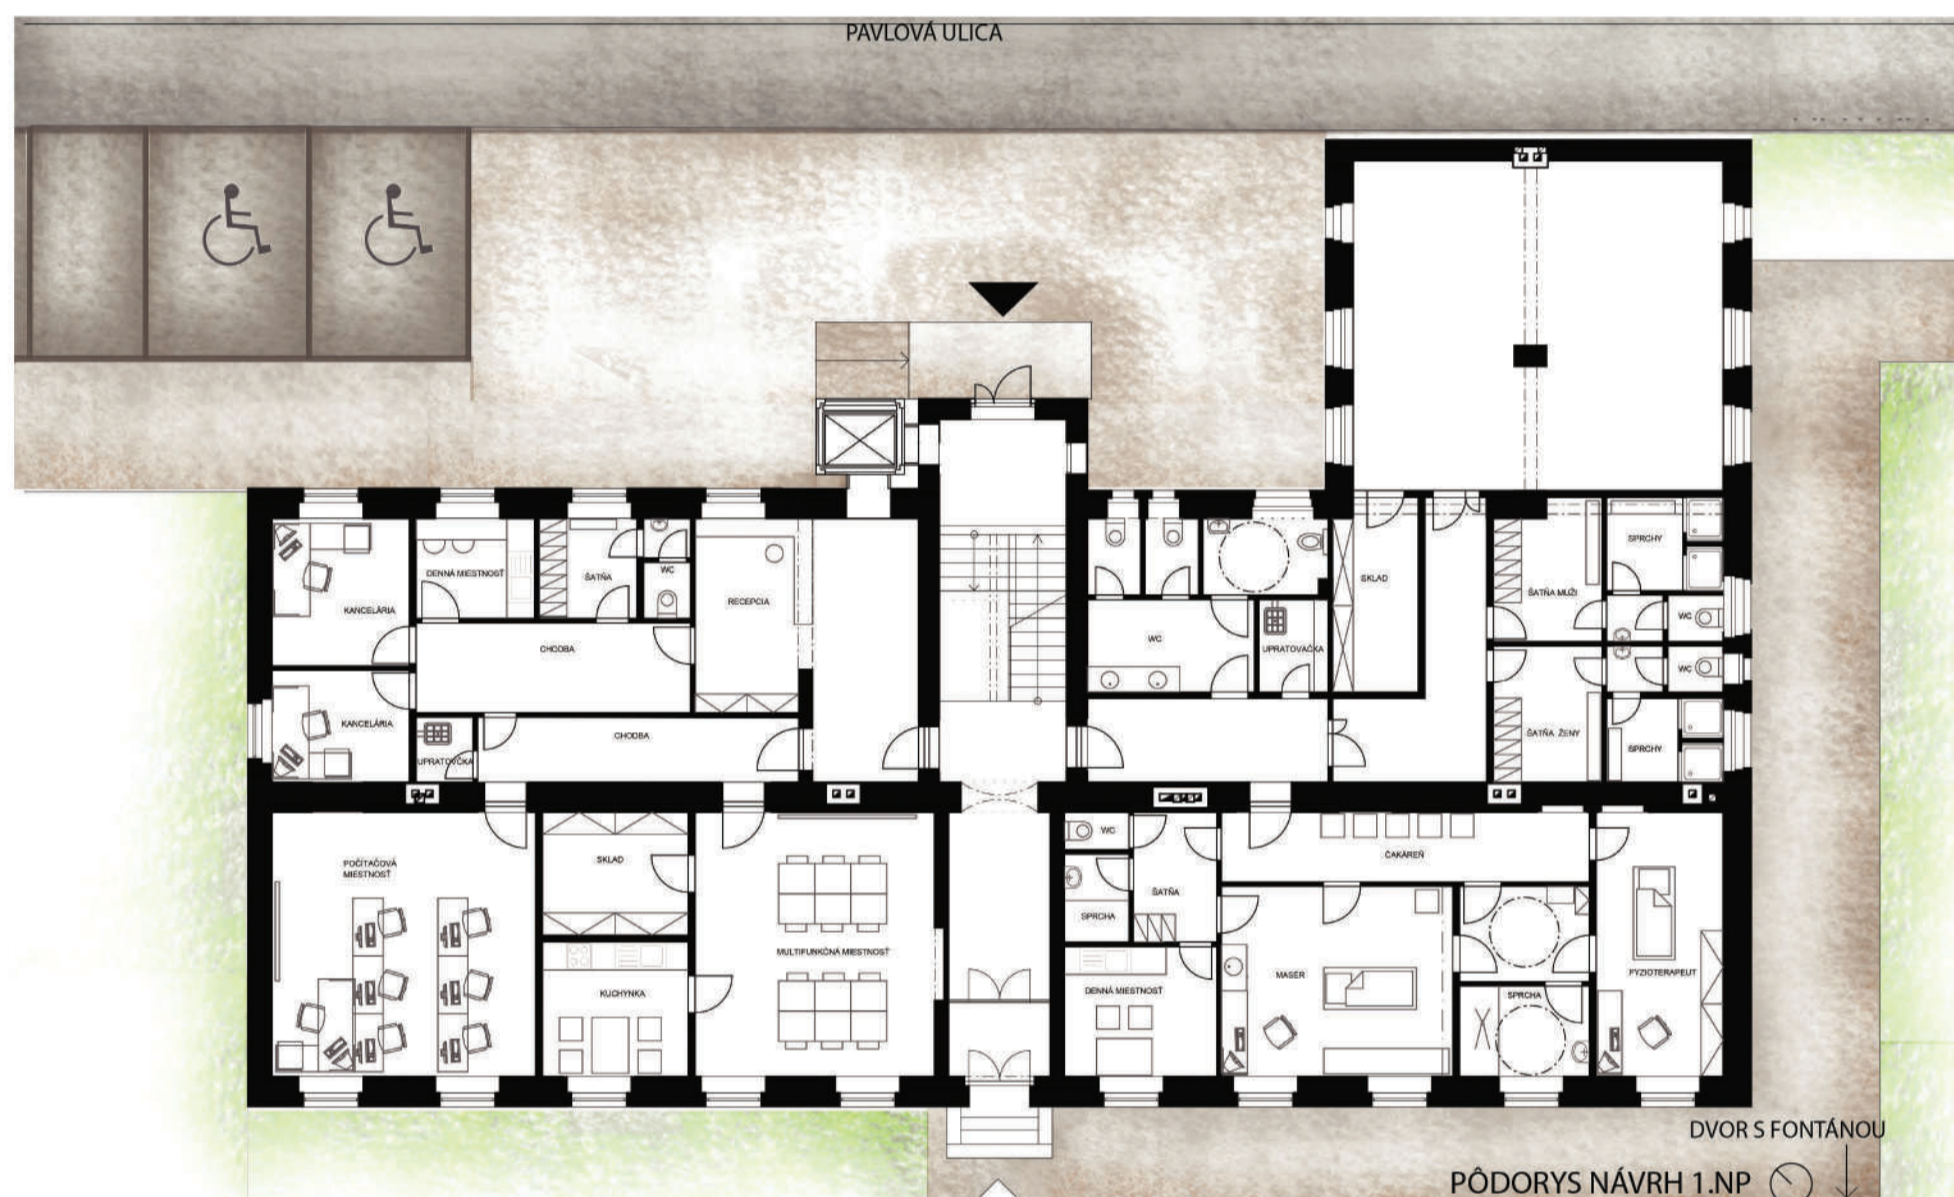 PAVLOVÁ ULICA
KANCELÁRIA
DENNÁ MIESTNOSŤ
ŠATŇA
WC
RECEPCIA
CHODBA
KANCELÁRIA
UPRATOVČKA
CHODBA
WC
UPRATOVAČKA
SKLAD
ŠATŇA MUŽI
SPRCHY
WC
WC
ŠATŇA ŽENY
SPRCHY
POČÍTAČOVÁ
MIESTNOSŤ
SKLAD
KUCHYNKA
MULTIFUNKČNÁ MIESTNOSŤ
WC
ŠATŇA
SPRCHA
DENNÁ MIESTNOSŤ
ČAKÁREŇ
MASÉR
SPRCHA
FYZIOTERAPEUT
DVOR S FONTÁNOU
PÔDORYS NÁVRH 1.NP